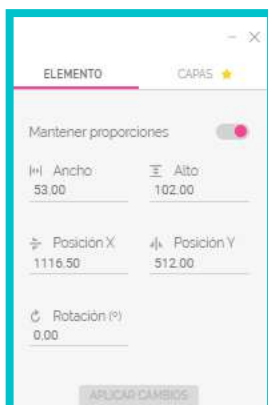 ELEMENTO CAPAS
Mantener proporciones
Ancho Alto
53.00 102.00
Posición X Posición Y
1116.50 512.00
Rotación (º)
0.00
APLICAR CAMBIOS